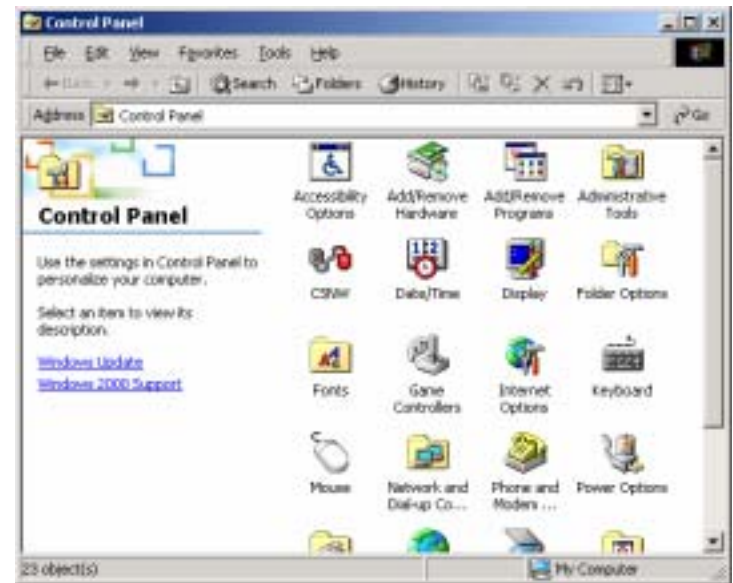 Control Panel
File Edit View Favorites Tools Help
Back Search Folders History
Address Control Panel Go
Control Panel
Use the settings in Control Panel to
personalize your computer.
Select an item to view its
description.
Windows Update
Windows 2000 Support
Accessibility
Options
Add/Remove
Hardware
Add/Remove
Programs
Administrative
Tools
CSNW
Date/Time
Display
Folder Options
Fonts
Game
Controllers
Internet
Options
Keyboard
Mouse
Network and
Dial-up Co...
Phone and
Modem ...
Power Options
23 object(s)
My Computer